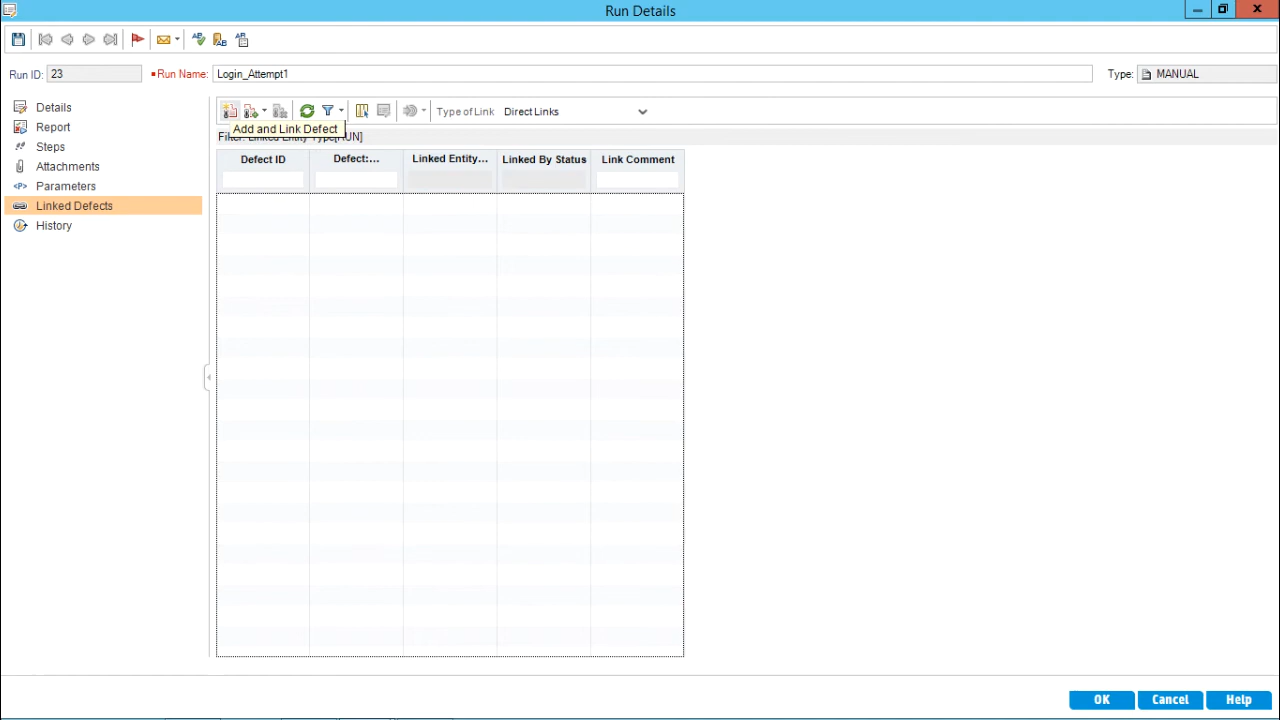 Run Details
Run ID: 23 Run Name: Login_Attempt1 Type: MANUAL
Details
Report
Steps
Attachments
Parameters
Linked Defects
History
Type of Link Direct Links
Add and Link Defect
Defect ID Defect:... Linked Entity... Linked By Status Link Comment
OK Cancel Help